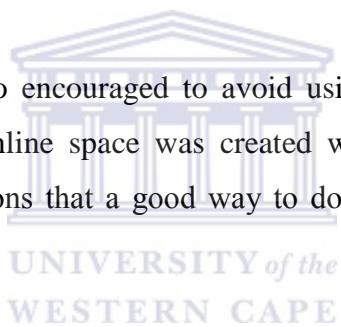 o encouraged to avoid usi
nline space was created w
ons that a good way to do
UNIVERSITY of the
WESTERN CAPE